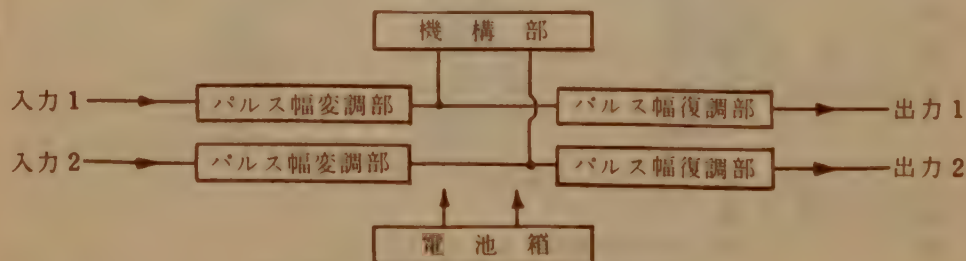 機構部
入力1 パルス幅変調部 パルス幅復調部 出力1
入力2 パルス幅変調部 パルス幅復調部 出力2
電池箱